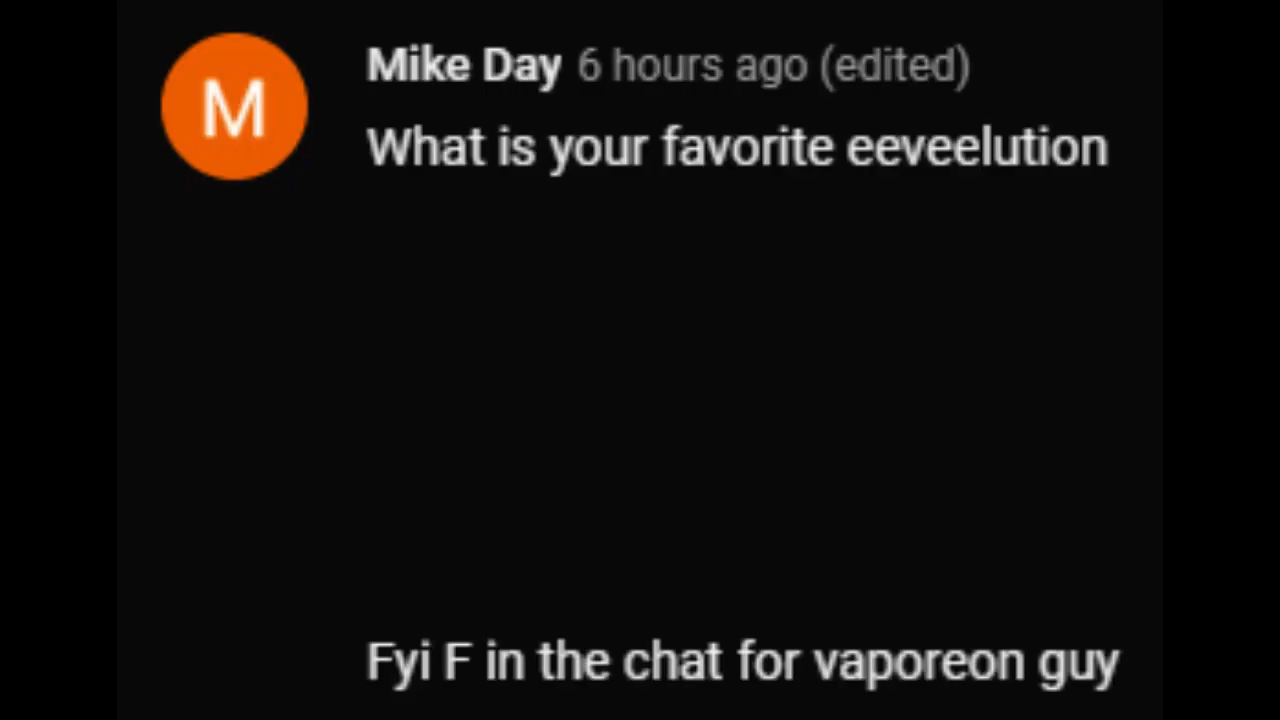 M
Mike Day 6 hours ago (edited)
What is your favorite eeveelution
Fyi F in the chat for vaporeon guy